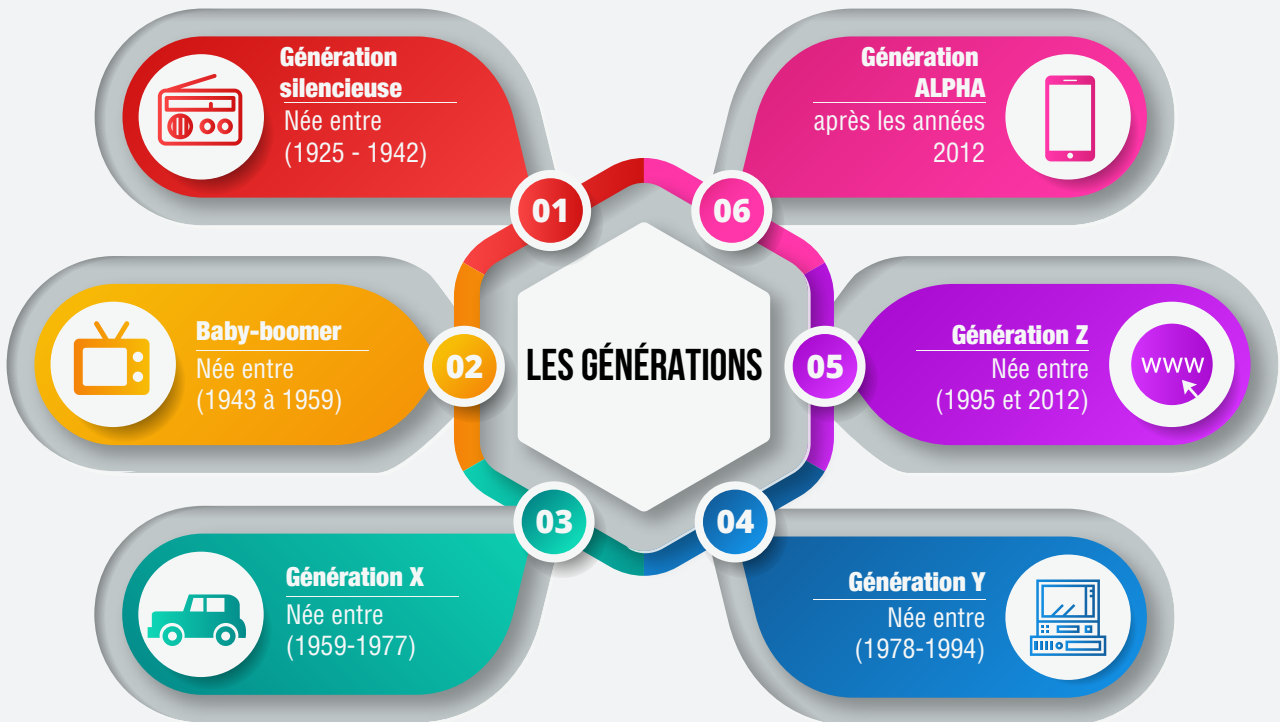 Génération
silencieuse
Née entre
(1925 - 1942)
01
Baby-boomer
Née entre
(1943 à 1959)
02
Génération X
Née entre
(1959-1977)
03
LES GÉNÉRATIONS
04
Génération Y
Née entre
(1978-1994)
05
Génération Z
Née entre
(1995 et 2012)
www
06
Génération
ALPHA
après les années
2012